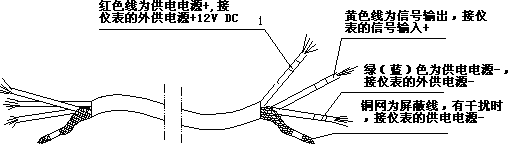 红色线为供电电源+,接
仪表的外供电源+12V DC
1
黄色线为信号输出，接仪
表的信号输入+
绿（蓝）色为供电电源-，
接仪表的外供电源-
铜网为屏蔽线，有干扰时
，接仪表的供电电源-